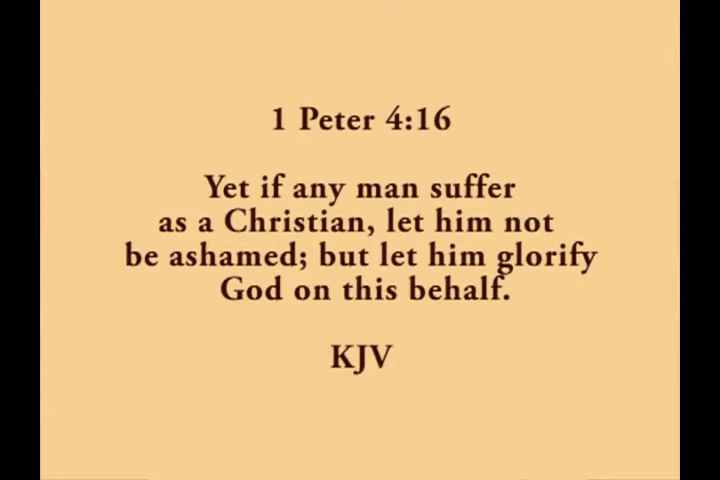 1 Peter 4:16
Yet if any man suffer
as a Christian, let him not
be ashamed; but let him glorify
God on this behalf.
KJV